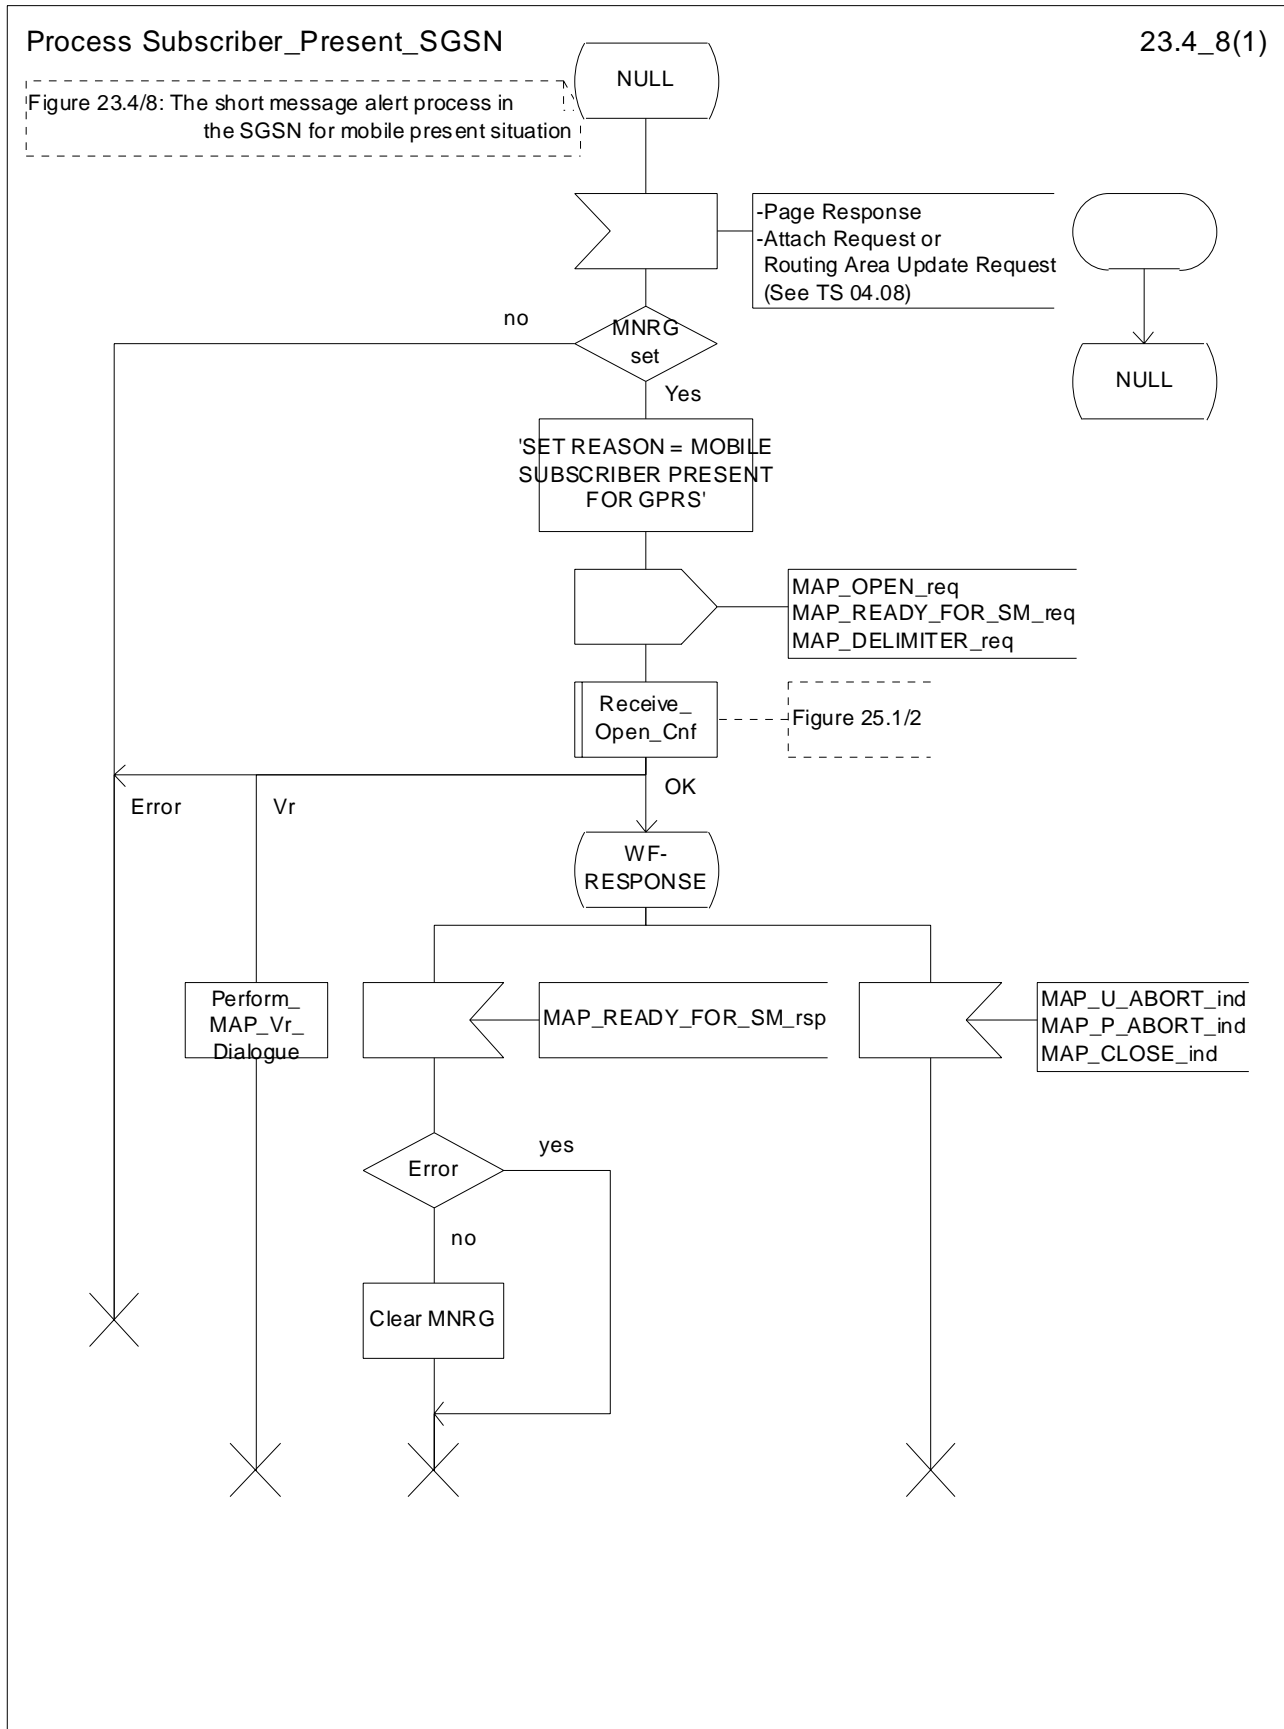 Process Subscriber_Present_SGSN
23.4_8(1)
NULL
Figure 23.4/8: The short message alert process in
the SGSN for mobile present situation
-Page Response
-Attach Request or
Routing Area Update Request
(See TS 04.08)
no
MNRG
set
Yes
NULL
'SET REASON = MOBILE
SUBSCRIBER PRESENT
FOR GPRS'
MAP_OPEN_req
MAP_READY_FOR_SM_req
MAP_DELIMITER_req
Receive_
Open_Cnf
Figure 25.1/2
Error
Vr
OK
WF-
RESPONSE
Perform_
MAP_Vr_
Dialogue
MAP_READY_FOR_SM_rsp
MAP_U_ABORT_ind
MAP_P_ABORT_ind
MAP_CLOSE_ind
Error
yes
no
Clear MNRG